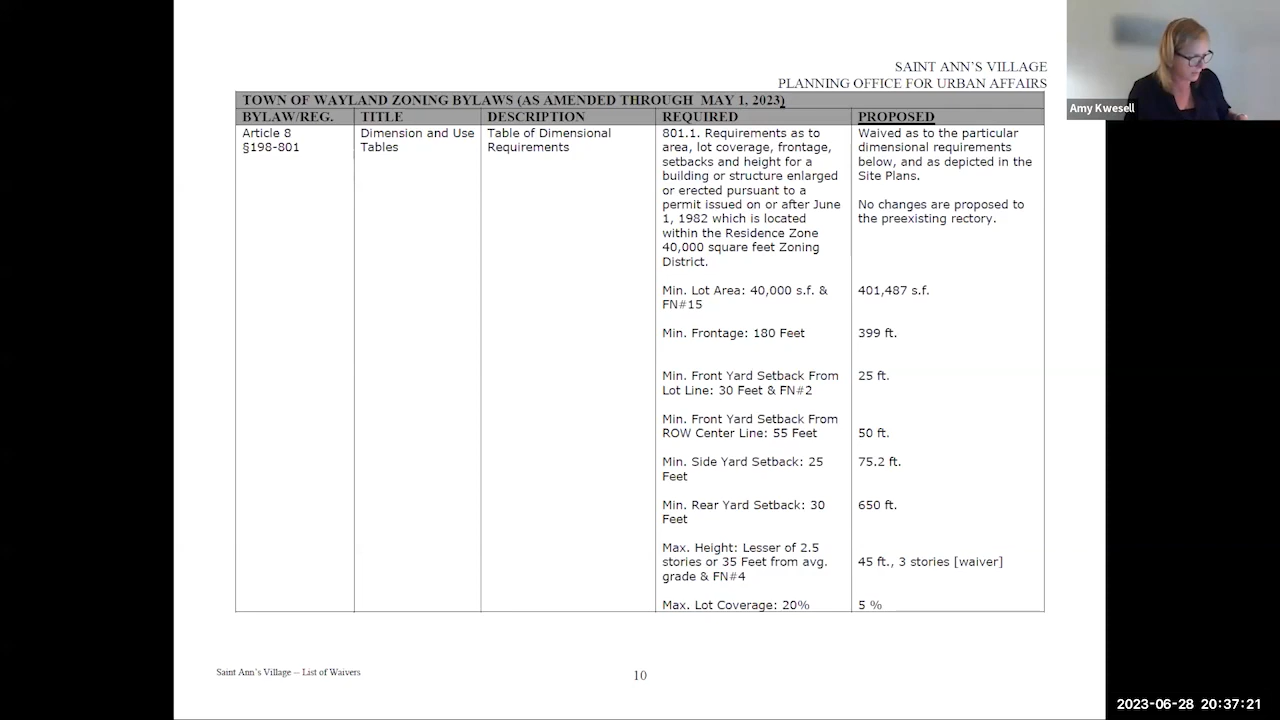 SAINT ANN'S VILLAGE
PLANNING OFFICE FOR URBAN AFFAIRS
Amy Kwesell
TOWN OF WAYLAND ZONING BYLAWS (AS AMENDED THROUGH MAY 1, 2023)
BYLAW/REG. TITLE DESCRIPTION REQUIRED PROPOSED
Article 8
§198-801
Dimension and Use
Tables
Table of Dimensional
Requirements
801.1. Requirements as to
area, lot coverage, frontage,
setbacks and height for a
building or structure enlarged
or erected pursuant to a
permit issued on or after June
1, 1982 which is located
within the Residence Zone
40,000 square feet Zoning
District.
Waived as to the particular
dimensional requirements
below, and as depicted in the
Site Plans.
No changes are proposed to
the preexisting rectory.
Min. Lot Area: 40,000 s.f. &
FN#15
401,487 s.f.
Min. Frontage: 180 Feet
399 ft.
Min. Front Yard Setback From
Lot Line: 30 Feet & FN#2
25 ft.
Min. Front Yard Setback From
ROW Center Line: 55 Feet
50 ft.
Min. Side Yard Setback: 25
Feet
75.2 ft.
Min. Rear Yard Setback: 30
Feet
650 ft.
Max. Height: Lesser of 2.5
stories or 35 Feet from avg.
grade & FN#4
45 ft., 3 stories [waiver]
Max. Lot Coverage: 20%
5 %
Saint Ann's Village – List of Waivers
10
2023-06-28 20:37:21